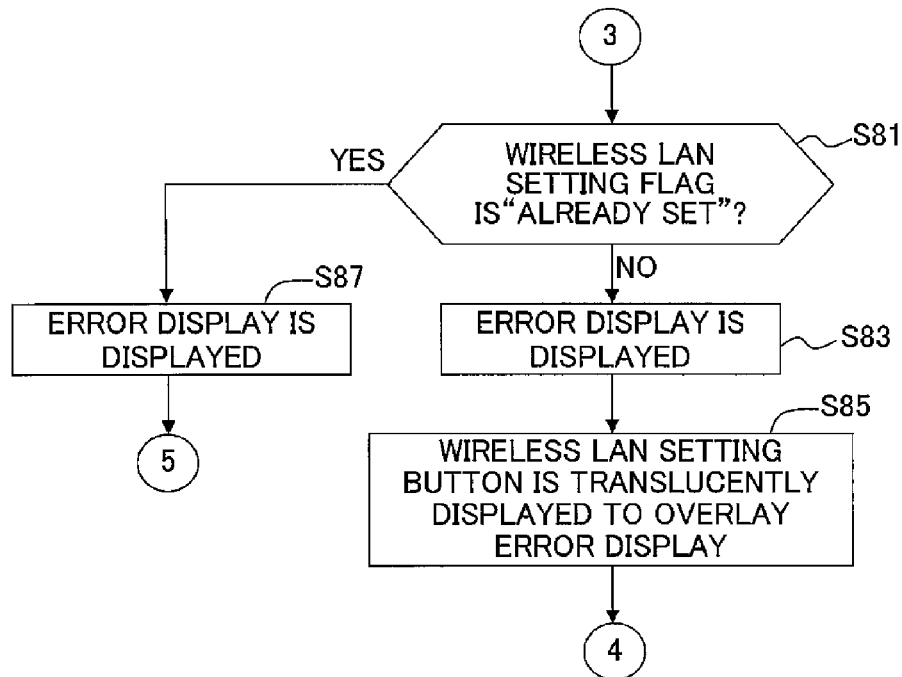 3
S81
YES
WIRELESS LAN
SETTING FLAG
IS“ALREADY SET”?
NO
S87
ERROR DISPLAY IS
DISPLAYED
ERROR DISPLAY IS
DISPLAYED
S83
5
S85
WIRELESS LAN SETTING
BUTTON IS TRANSLUCENTLY
DISPLAYED TO OVERLAY
ERROR DISPLAY
4